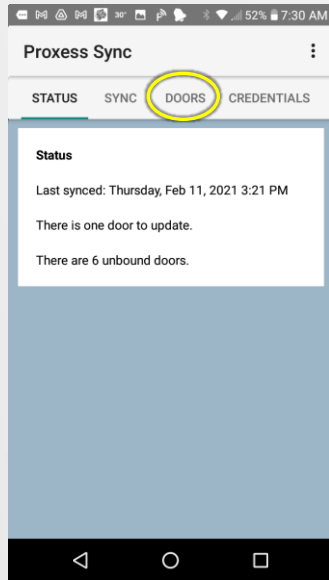 30° 52% 7:30 AM
Proxess Sync
STATUS SYNC DOORS CREDENTIALS
Status
Last synced: Thursday, Feb 11, 2021 3:21 PM
There is one door to update.
There are 6 unbound doors.